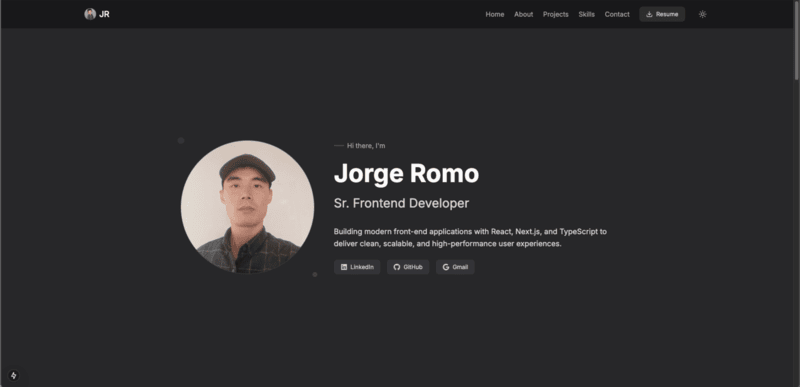 JR
Home About Projects Skills Contact Resume
Hi there, I'm
Jorge Romo
Sr. Frontend Developer
Building modern front-end applications with React, Next.js, and TypeScript to
deliver clean, scalable, and high-performance user experiences.
LinkedIn GitHub Gmail